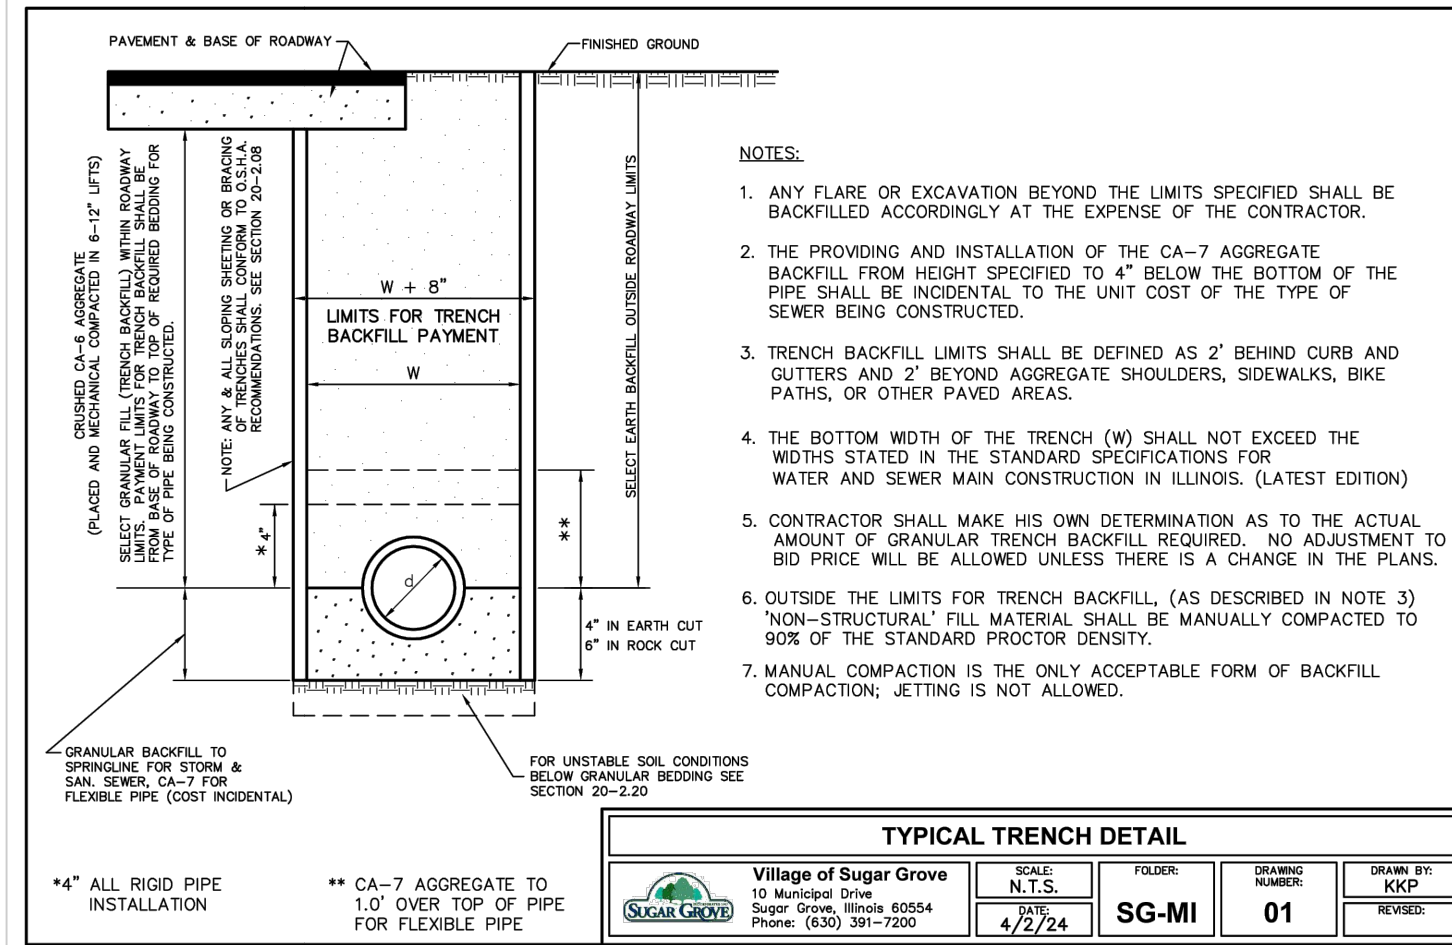 PAVEMENT & BASE OF ROADWAY
FINISHED GROUND
CRUSHED CA-6 AGGREGATE
(PLACED AND MECHANICAL COMPACTED IN 6-12" LIFTS)
SELECT GRANULAR FILL (TRENCH BACKFILL) WITHIN ROADWAY
LIMITS. PAYMENT LIMITS FOR TRENCH BACKFILL SHALL BE
FROM BASE OF ROADWAY TO TOP OF REQUIRED BEDDING FOR
TYPE OF PIPE BEING CONSTRUCTED.
NOTE: ANY & ALL SLOPING SHEETING OR BRACING
OF TRENCHES SHALL CONFORM TO O.S.H.A.
RECOMMENDATIONS. SEE SECTION 20-2.08
W + 8"
LIMITS FOR TRENCH
BACKFILL PAYMENT
W
SELECT EARTH BACKFILL OUTSIDE ROADWAY LIMITS
*4"
**
d
4" IN EARTH CUT
6" IN ROCK CUT
GRANULAR BACKFILL TO
SPRINGLINE FOR STORM &
SAN. SEWER, CA-7 FOR
FLEXIBLE PIPE (COST INCIDENTAL)
FOR UNSTABLE SOIL CONDITIONS
BELOW GRANULAR BEDDING SEE
SECTION 20-2.20
*4" ALL RIGID PIPE
INSTALLATION
** CA-7 AGGREGATE TO
1.0' OVER TOP OF PIPE
FOR FLEXIBLE PIPE
NOTES:
1. ANY FLARE OR EXCAVATION BEYOND THE LIMITS SPECIFIED SHALL BE
BACKFILLED ACCORDINGLY AT THE EXPENSE OF THE CONTRACTOR.
2. THE PROVIDING AND INSTALLATION OF THE CA-7 AGGREGATE
BACKFILL FROM HEIGHT SPECIFIED TO 4" BELOW THE BOTTOM OF THE
PIPE SHALL BE INCIDENTAL TO THE UNIT COST OF THE TYPE OF
SEWER BEING CONSTRUCTED.
3. TRENCH BACKFILL LIMITS SHALL BE DEFINED AS 2' BEHIND CURB AND
GUTTERS AND 2' BEYOND AGGREGATE SHOULDERS, SIDEWALKS, BIKE
PATHS, OR OTHER PAVED AREAS.
4. THE BOTTOM WIDTH OF THE TRENCH (W) SHALL NOT EXCEED THE
WIDTHS STATED IN THE STANDARD SPECIFICATIONS FOR
WATER AND SEWER MAIN CONSTRUCTION IN ILLINOIS. (LATEST EDITION)
5. CONTRACTOR SHALL MAKE HIS OWN DETERMINATION AS TO THE ACTUAL
AMOUNT OF GRANULAR TRENCH BACKFILL REQUIRED. NO ADJUSTMENT TO
BID PRICE WILL BE ALLOWED UNLESS THERE IS A CHANGE IN THE PLANS.
6. OUTSIDE THE LIMITS FOR TRENCH BACKFILL, (AS DESCRIBED IN NOTE 3)
'NON-STRUCTURAL' FILL MATERIAL SHALL BE MANUALLY COMPACTED TO
90% OF THE STANDARD PROCTOR DENSITY.
7. MANUAL COMPACTION IS THE ONLY ACCEPTABLE FORM OF BACKFILL
COMPACTION; JETTING IS NOT ALLOWED.
TYPICAL TRENCH DETAIL
SUGAR GROVE
Village of Sugar Grove
10 Municipal Drive
Sugar Grove, Illinois 60554
Phone: (630) 391-7200
SCALE:
N.T.S.
DATE:
4/2/24
FOLDER:
SG-MI
DRAWING
NUMBER:
01
DRAWN BY:
KKP
REVISED: